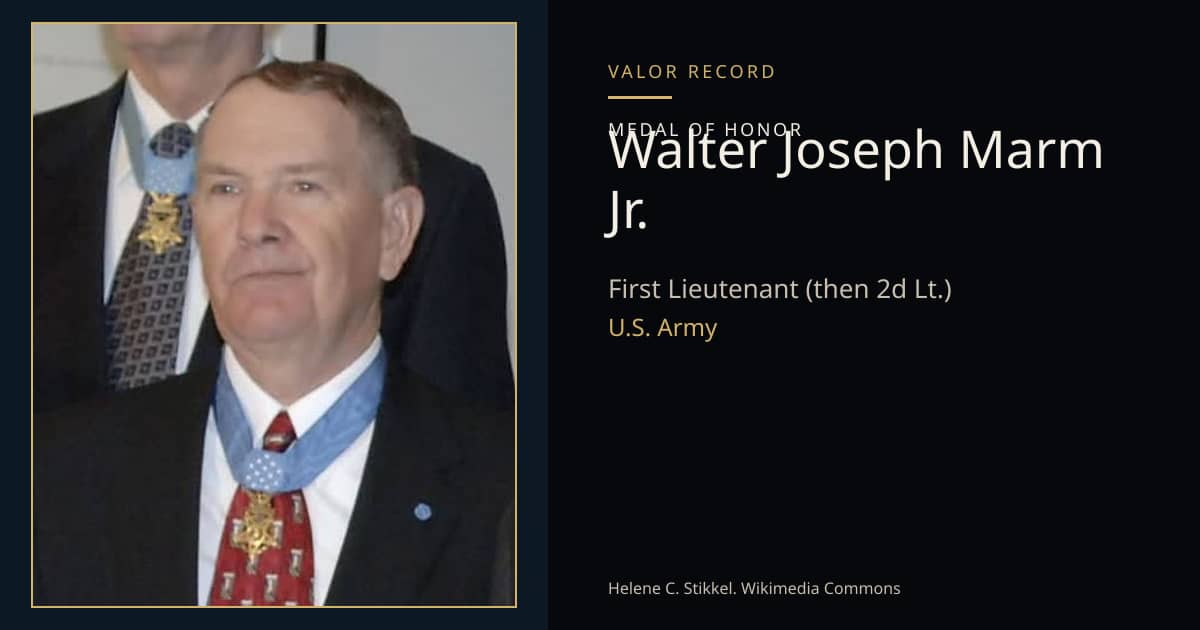 VALOR RECORD
MEDAL OF HONOR
Walter Joseph Marm
Jr.
First Lieutenant (then 2d Lt.)
U.S. Army
Helene C. Stikkel. Wikimedia Commons